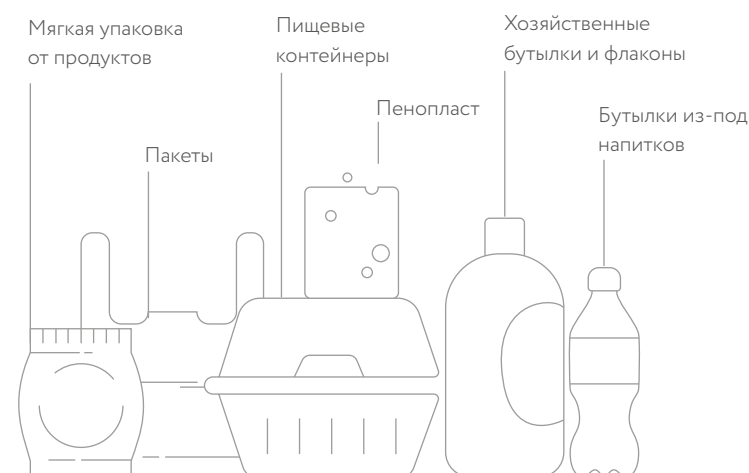 Мягкая упаковка
от продуктов
Пакеты
Пищевые
контейнеры
Пенопласт
Хозяйственные
бутылки и флаконы
Бутылки из-под
напитков